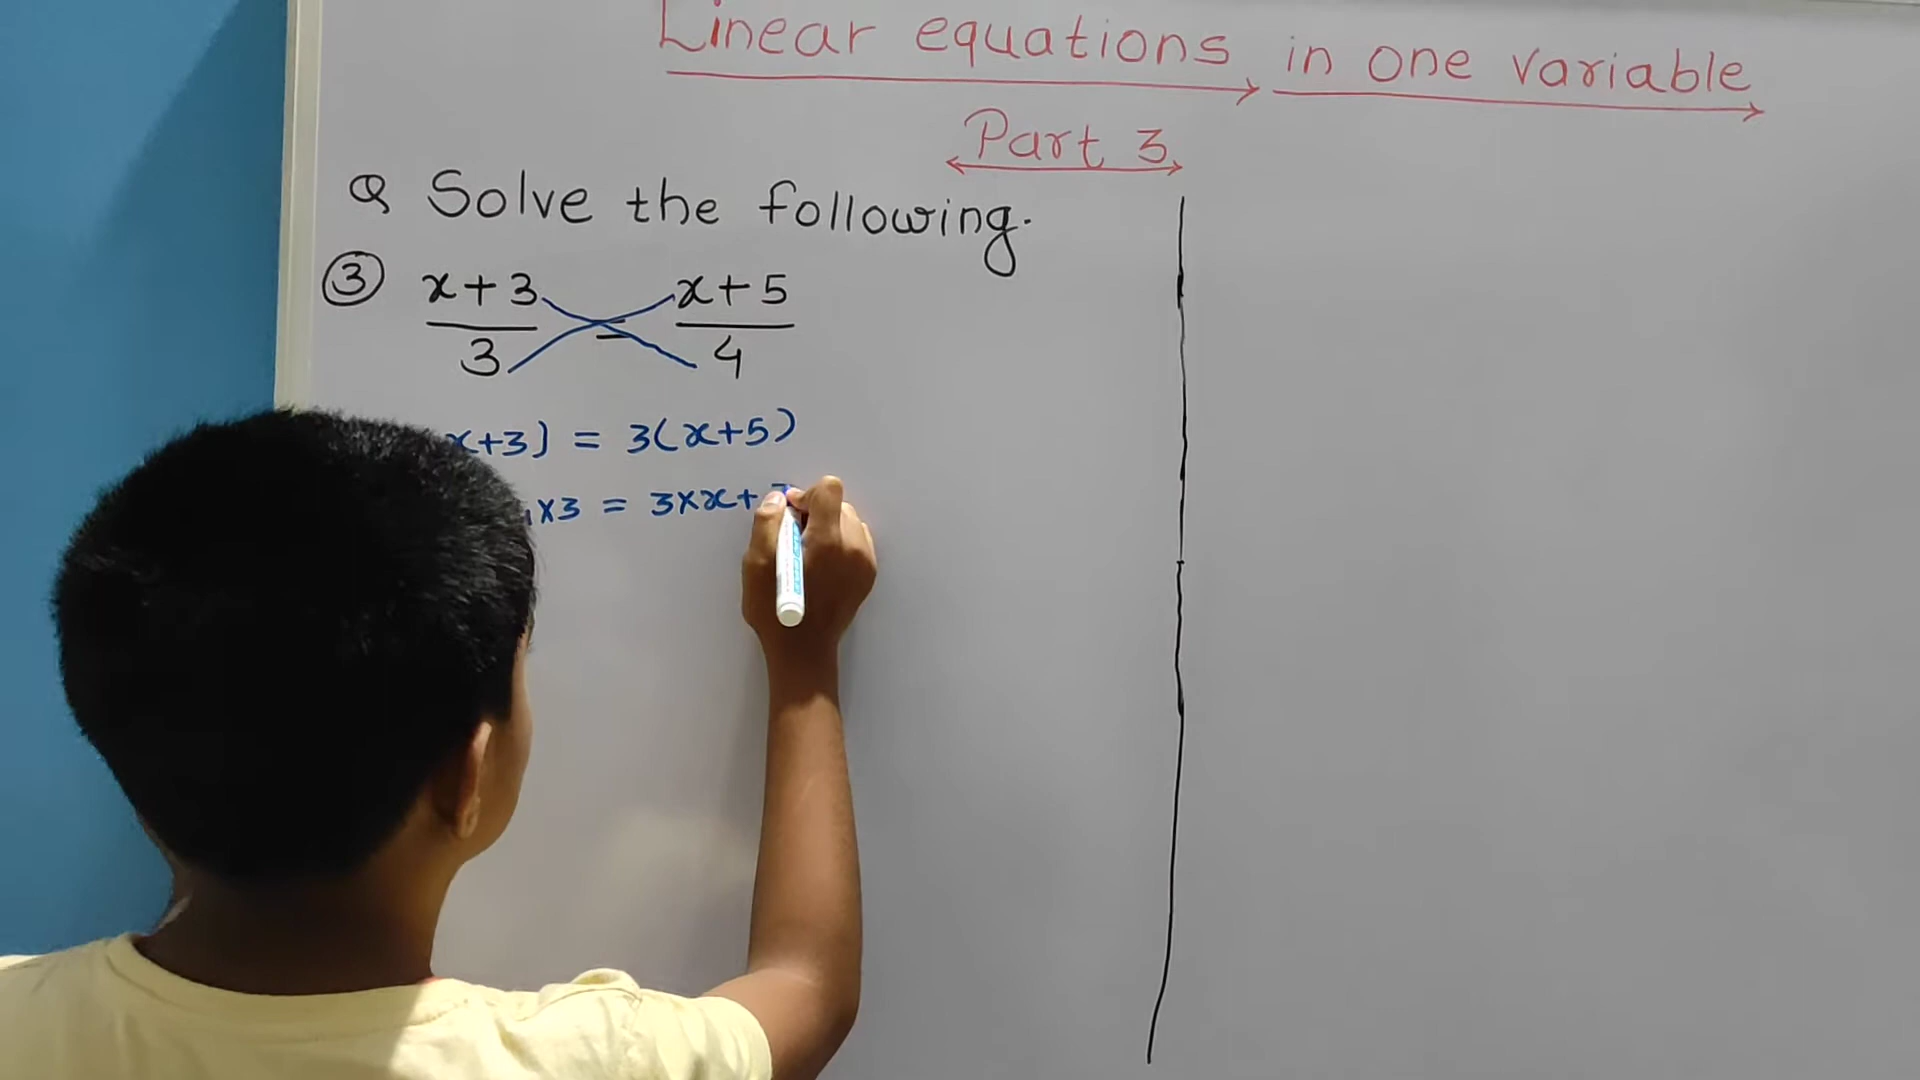 Linear equations in one variable
Part 3
Q Solve the following.
③ x+3 = x+5
3 4
x+3) = 3(x+5)
x3 = 3×x+